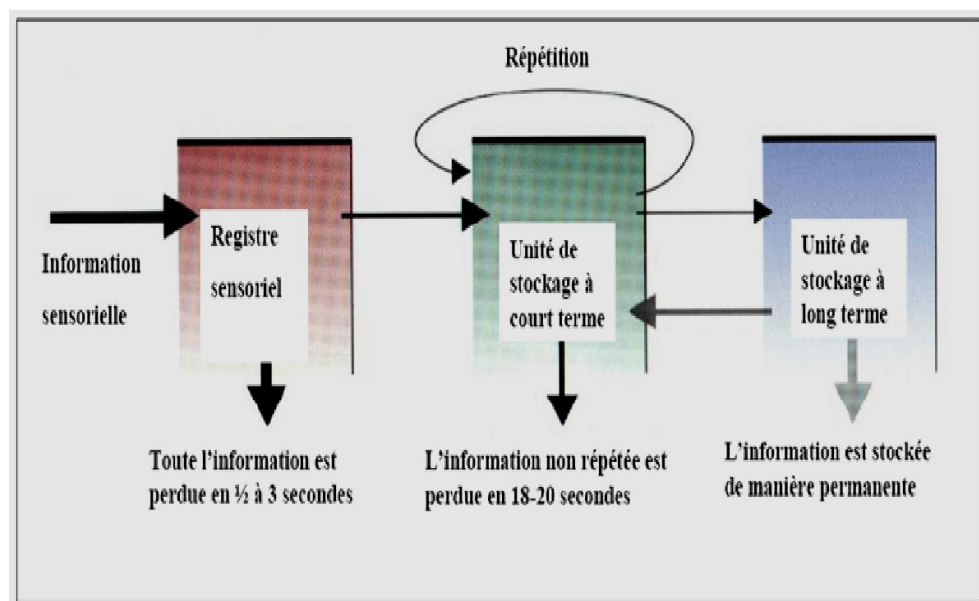 Répétition
Information
sensorielle
Registre
sensoriel
Unité de
stockage à
court terme
Unité de
stockage à
long terme
Toute l’information est
perdue en ½ à 3 secondes
L’information non répétée est
perdue en 18-20 secondes
L’information est stockée
de manière permanente